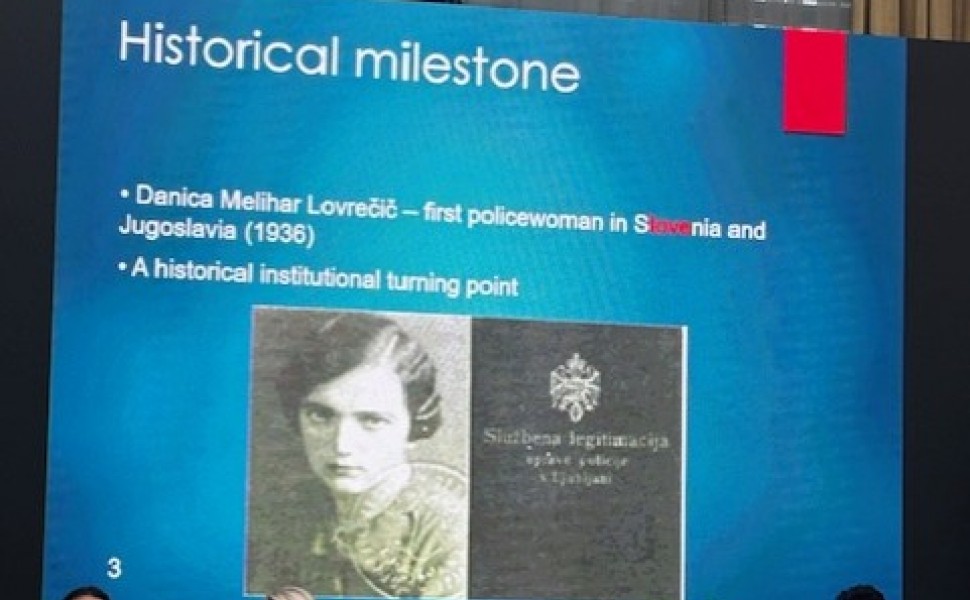 Historical milestone
• Danica Melihar Lovrečič – first policewoman in Slovenia and
Jugoslavia (1936)
• A historical institutional turning point
Službena legitimacija
uprave policije
v Ljubljani
3